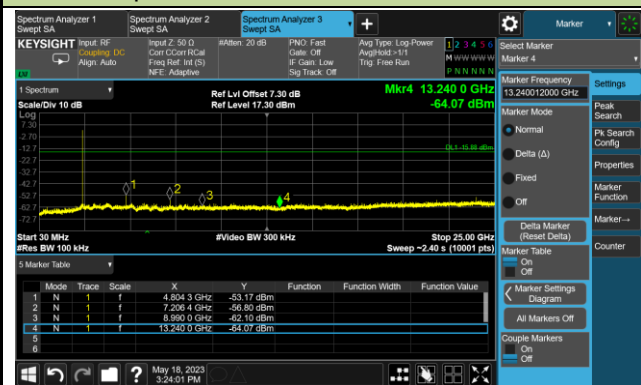 Spectrum Analyzer 1
Swept SA
Spectrum Analyzer 2
Swept SA
Spectrum Analyzer 3
Swept SA
Marker
KEYSIGHT
Input: RF
Coupling: DC
Align: Auto
Input Z: 50 Ω
Corr CCorr RCal
Freq Ref: Int (S)
NFE: Adaptive
#Atten: 20 dB
PNO: Fast
Gate: Off
IF Gain: Low
Sig Track: Off
Avg Type: Log-Power
Avg|Hold:>1/1
Trig: Free Run
1 2 3 4 5 6
M W W W W W
P N N N N N
Select Marker
Marker 4
1 Spectrum
Scale/Div 10 dB
Ref Lvl Offset 7.30 dB
Ref Level 17.30 dBm
Mkr4 13.240 0 GHz
-64.07 dBm
Log
7.30
-2.70
-12.7
-22.7
-32.7
-42.7
-52.7
-62.7
-72.7
DL1 -15.88 dBm
1
2
3
4
Start 30 MHz
#Res BW 100 kHz
#Video BW 300 kHz
Stop 25.00 GHz
Sweep ~2.40 s (10001 pts)
5 Marker Table
Mode Trace Scale X Y Function Function Width Function Value
1 N 1 f 4.804 3 GHz -53.17 dBm
2 N 1 f 7.206 4 GHz -56.80 dBm
3 N 1 f 8.990 0 GHz -62.10 dBm
4 N 1 f 13.240 0 GHz -64.07 dBm
5
6
Marker Frequency
13.240012000 GHz
Marker Mode
Normal
Delta (Δ)
Fixed
Off
Delta Marker
(Reset Delta)
Marker Table
On
Off
Marker Settings
Diagram
All Markers Off
Couple Markers
On
Off
Settings
Peak
Search
Pk Search
Config
Properties
Marker
Function
Marker→
Counter
?
May 18, 2023
3:24:01 PM